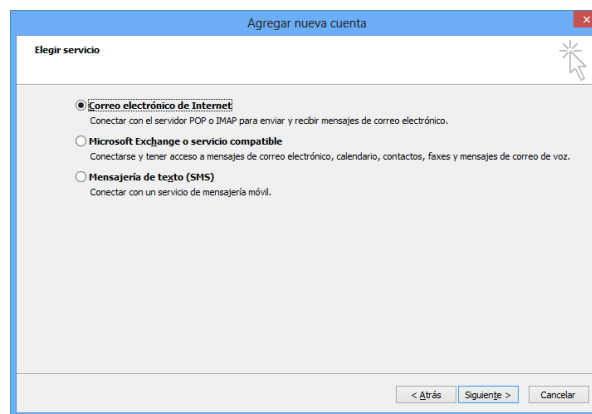 Agregar nueva cuenta
Elegir servicio
Correo electrónico de Internet
Conectar con el servidor POP o IMAP para enviar y recibir mensajes de correo electrónico.
Microsoft Exchange o servicio compatible
Conectarse y tener acceso a mensajes de correo electrónico, calendario, contactos, faxes y mensajes de correo de voz.
Mensajería de texto (SMS)
Conectar con un servicio de mensajería móvil.
< Atrás
Siguiente >
Cancelar